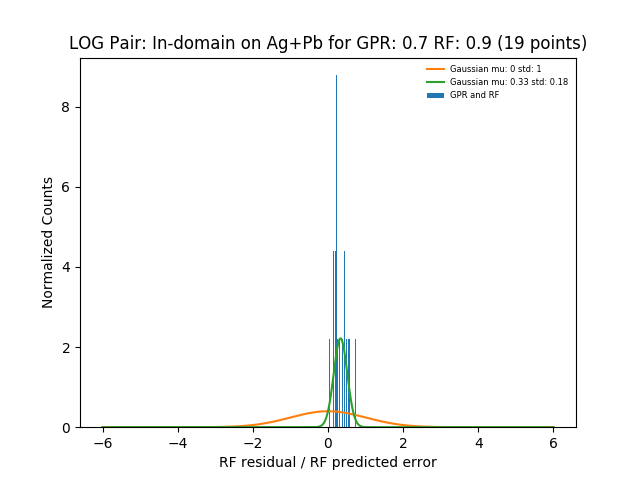 LOG Pair: In-domain on Ag+Pb for GPR: 0.7 RF: 0.9 (19 points)
Gaussian mu: 0 std: 1
Gaussian mu: 0.33 std: 0.18
GPR and RF
Normalized Counts
8
6
4
2
0
−6 −4 −2 0 2 4 6
RF residual / RF predicted error